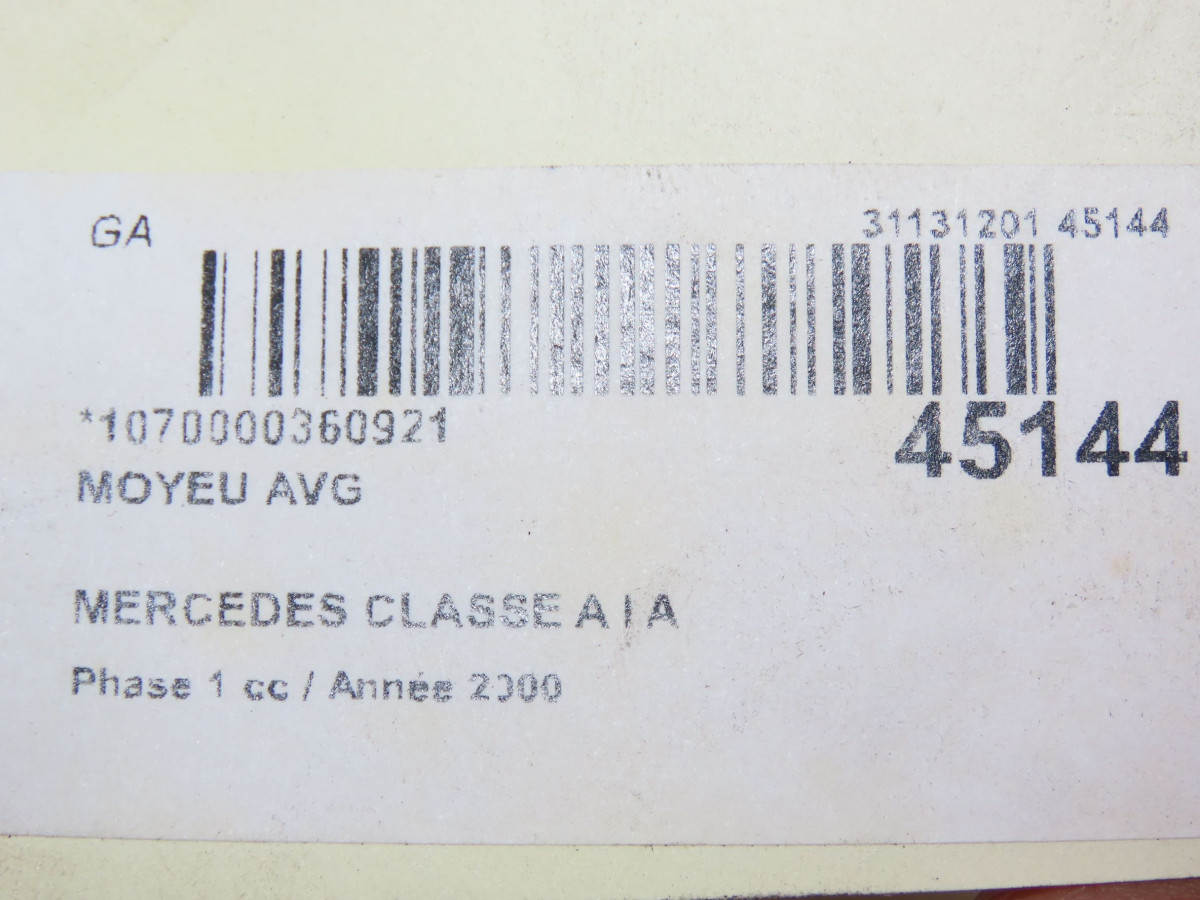 GA
31131201 45144
*1070000360921
45144
MOYEU AVG
MERCEDES CLASSE A I A
Phase 1 cc / Année 2000